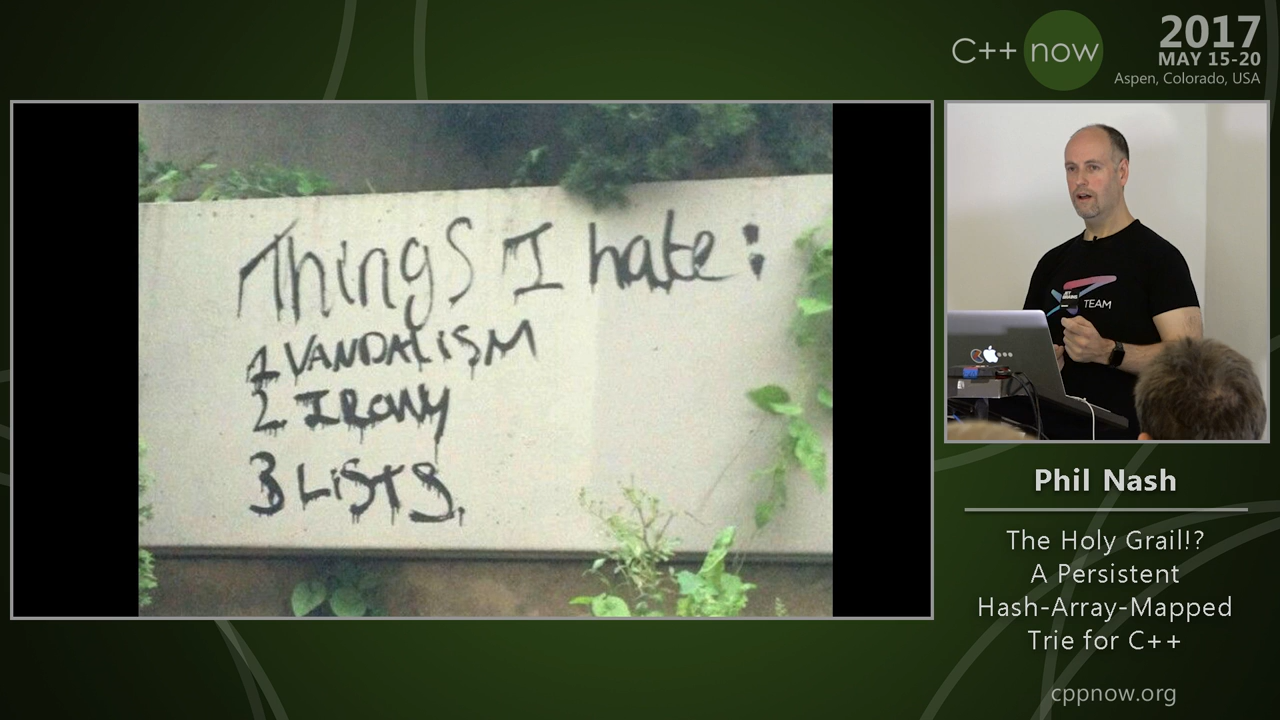 C++ now
2017
MAY 15-20
Aspen, Colorado, USA
Things I hate:
1 VANDALiSM
2 IRONY
3 LiSTS.
TEAM
Phil Nash
The Holy Grail!?
A Persistent
Hash-Array-Mapped
Trie for C++
cppnow.org